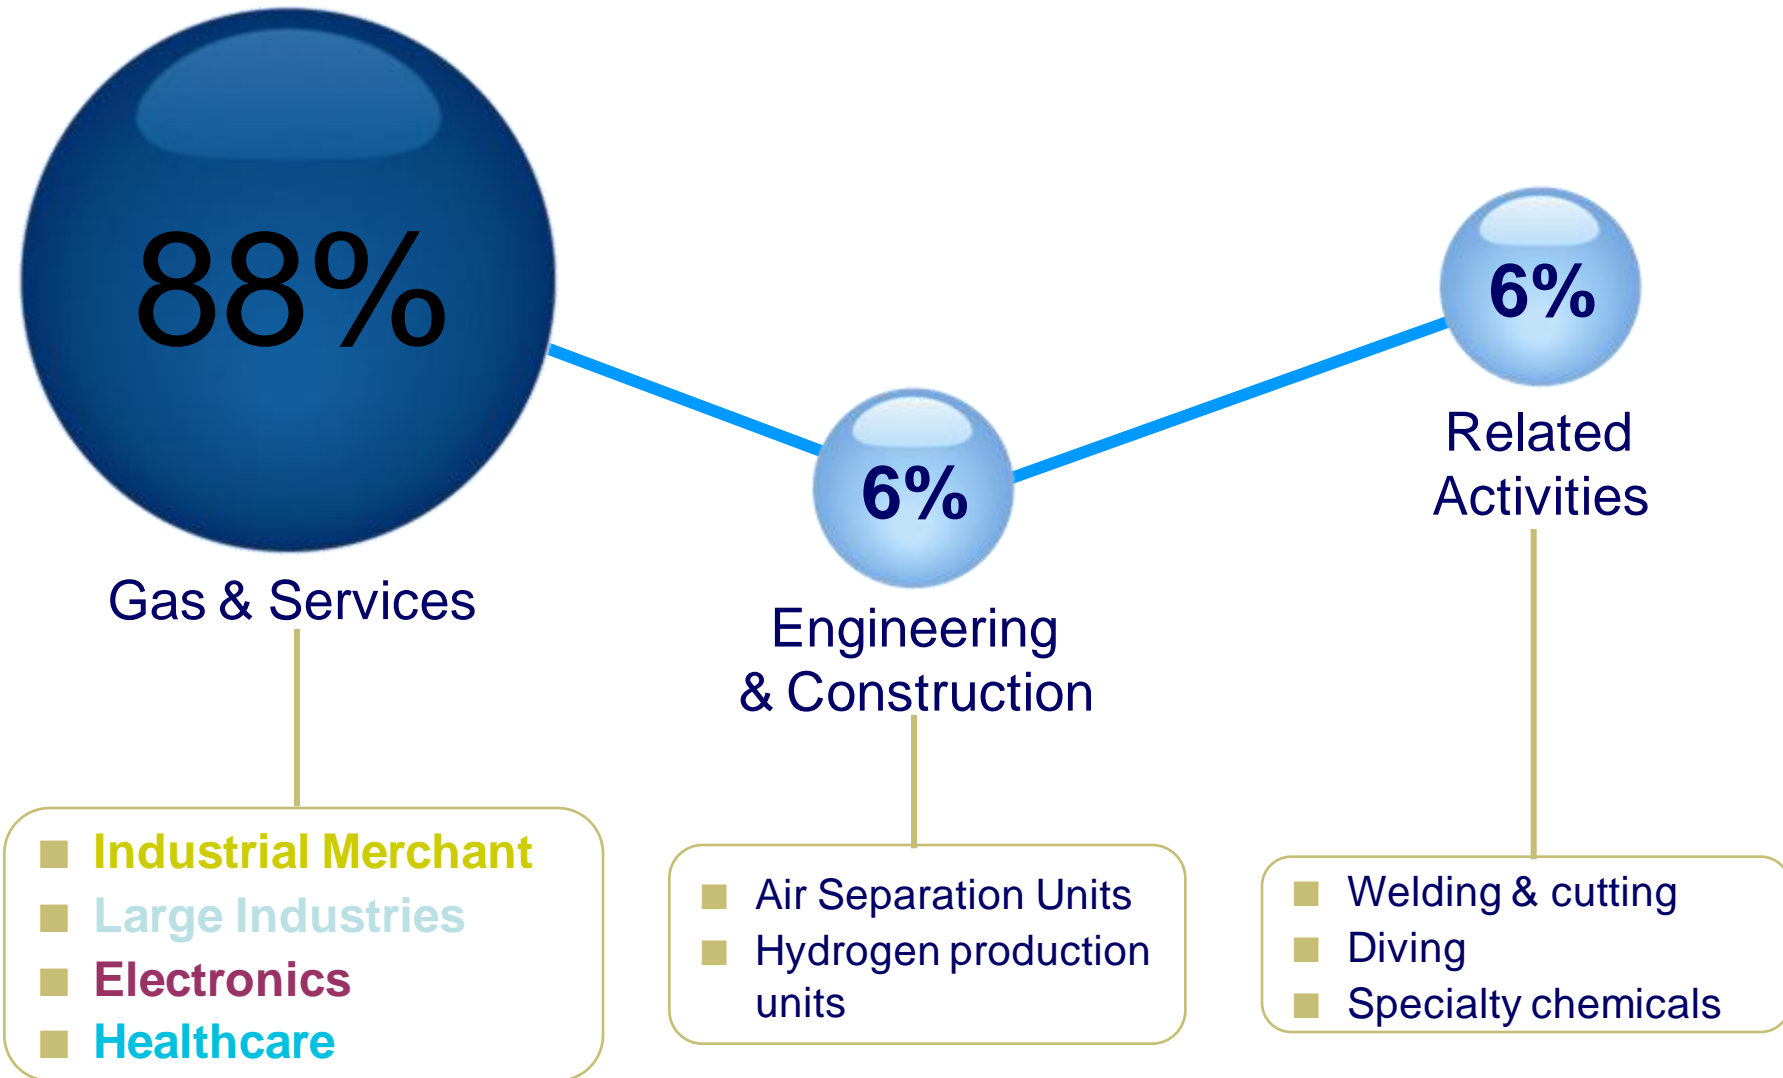 88%
Gas & Services
■ Industrial Merchant
■ Large Industries
■ Electronics
■ Healthcare
6%
Engineering
& Construction
■ Air Separation Units
■ Hydrogen production
units
6%
Related
Activities
■ Welding & cutting
■ Diving
■ Specialty chemicals